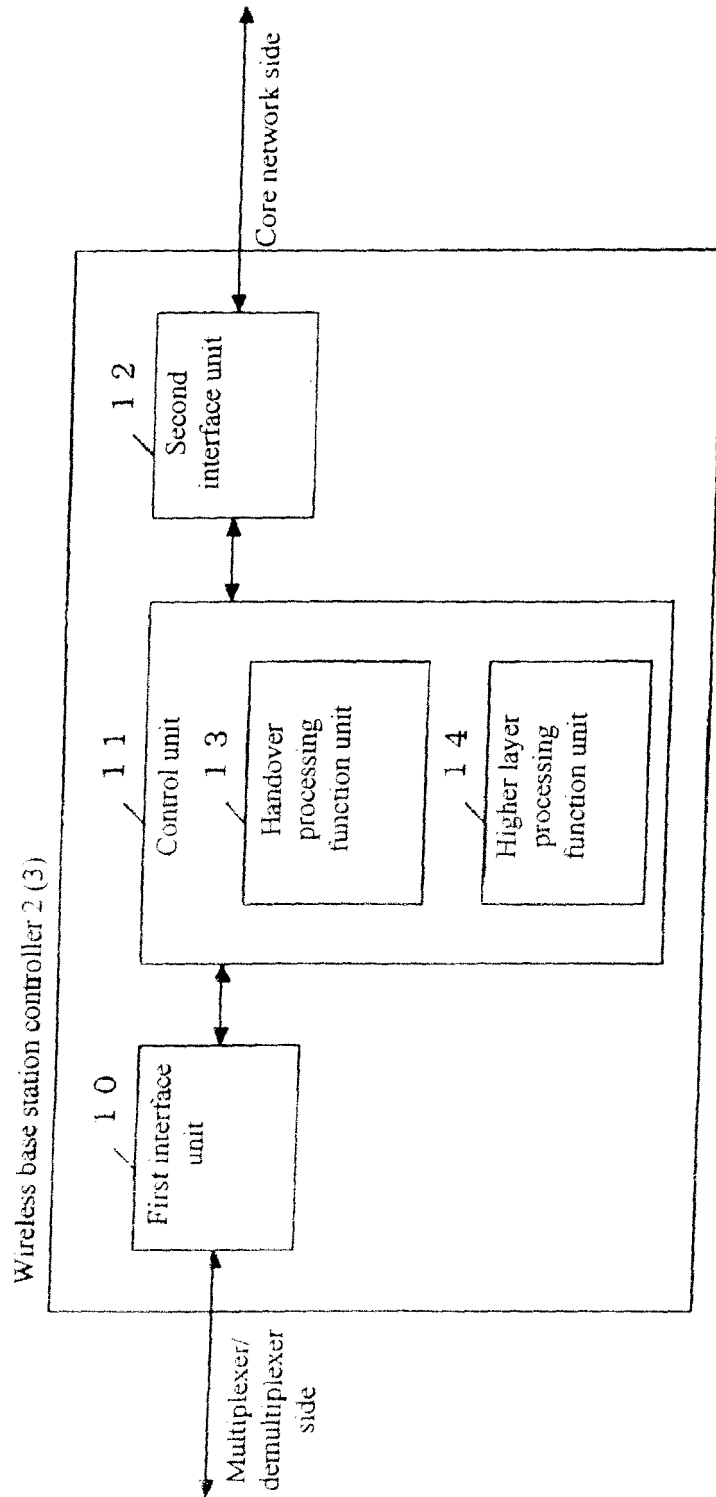 Wireless base station controller 2 (3)
Multiplexer/
demultiplexer
side
1 0
First interface
unit
1 1
Control unit
1 3
Handover
processing
function unit
1 4
Higher layer
processing
function unit
1 2
Second
interface unit
Core network side